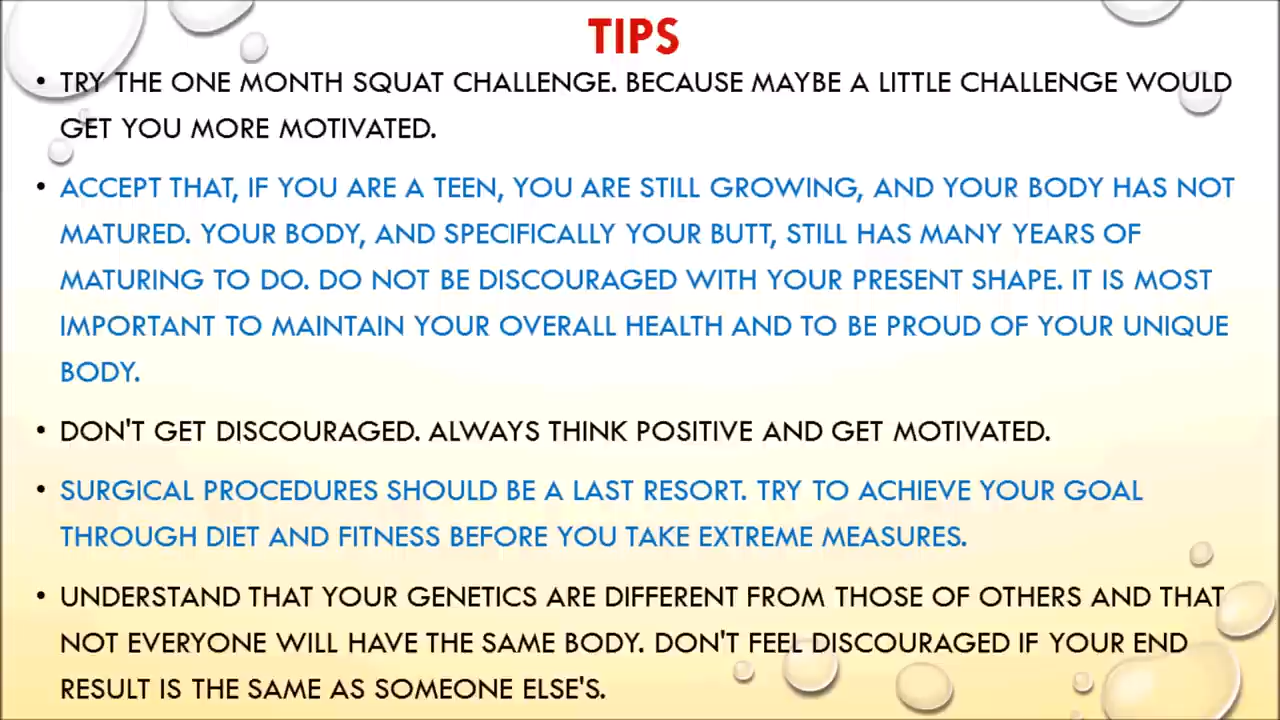 TIPS
• TRY THE ONE MONTH SQUAT CHALLENGE. BECAUSE MAYBE A LITTLE CHALLENGE WOULD
GET YOU MORE MOTIVATED.
• ACCEPT THAT, IF YOU ARE A TEEN, YOU ARE STILL GROWING, AND YOUR BODY HAS NOT
MATURED. YOUR BODY, AND SPECIFICALLY YOUR BUTT, STILL HAS MANY YEARS OF
MATURING TO DO. DO NOT BE DISCOURAGED WITH YOUR PRESENT SHAPE. IT IS MOST
IMPORTANT TO MAINTAIN YOUR OVERALL HEALTH AND TO BE PROUD OF YOUR UNIQUE
BODY.
• DON'T GET DISCOURAGED. ALWAYS THINK POSITIVE AND GET MOTIVATED.
• SURGICAL PROCEDURES SHOULD BE A LAST RESORT. TRY TO ACHIEVE YOUR GOAL
THROUGH DIET AND FITNESS BEFORE YOU TAKE EXTREME MEASURES.
• UNDERSTAND THAT YOUR GENETICS ARE DIFFERENT FROM THOSE OF OTHERS AND THAT
NOT EVERYONE WILL HAVE THE SAME BODY. DON'T FEEL DISCOURAGED IF YOUR END
RESULT IS THE SAME AS SOMEONE ELSE'S.